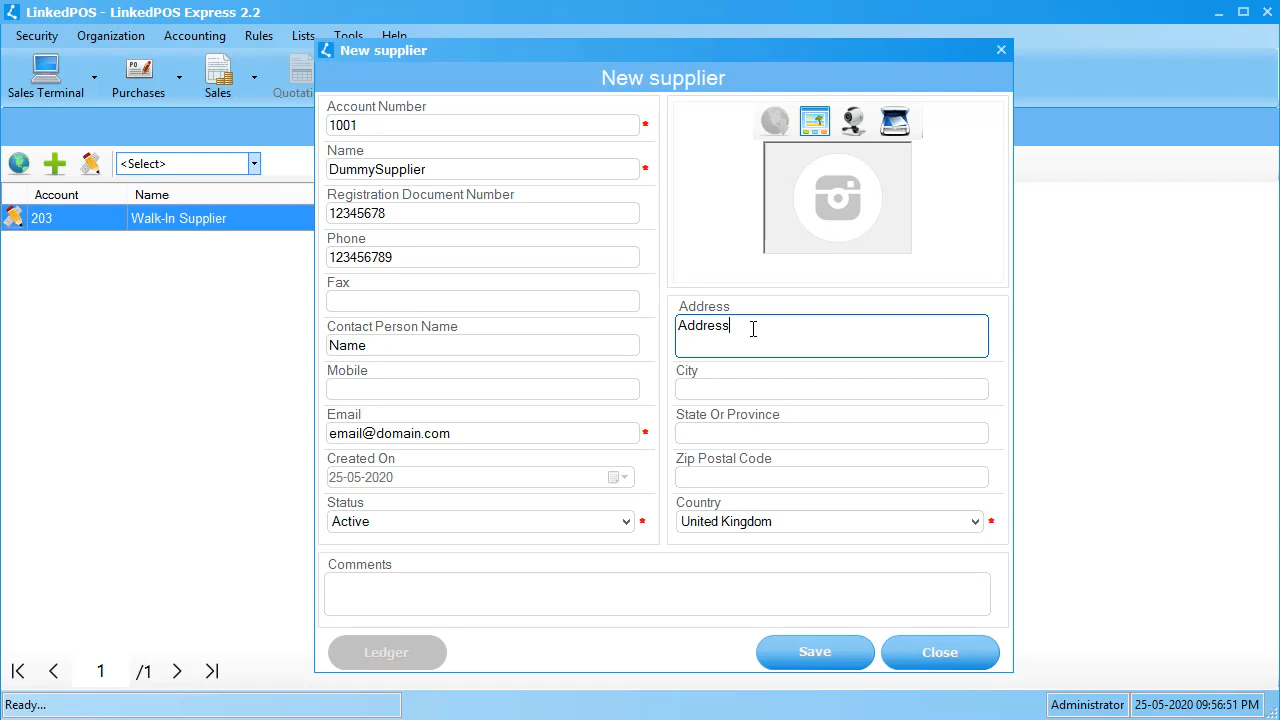 LinkedPOS - LinkedPOS Express 2.2
Security Organization Accounting Rules Lists Tools Help
Sales Terminal Purchases Sales Quotati
PO
<Select>
Account Name
203 Walk-In Supplier
New supplier
New supplier
Account Number
1001 *
Name
DummySupplier *
Registration Document Number
12345678
Phone
123456789
Fax
Contact Person Name
Name
Mobile
Email
email@domain.com *
Created On
25-05-2020
Status
Active *
Address
Address
City
State Or Province
Zip Postal Code
Country
United Kingdom *
Comments
Ledger Save Close
1 /1
Ready... Administrator 25-05-2020 09:56:51 PM